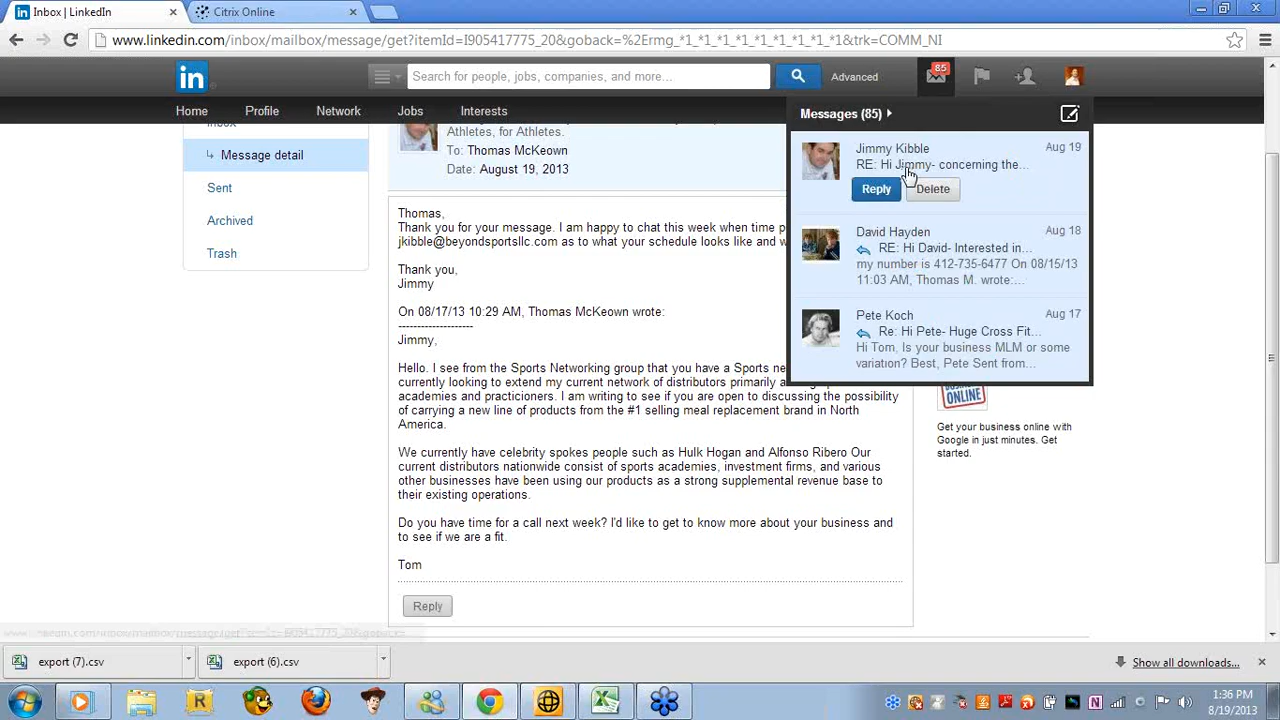 Inbox | LinkedIn
Citrix Online
www.linkedin.com/inbox/mailbox/message/get?itemId=I905417775_20&goback=%2Ermg_*1_*1_*1_*1_*1_*1_*1_*1_*1&trk=COMM_NI
in
Search for people, jobs, companies, and more...
Advanced
85
Home
Profile
Network
Jobs
Interests
Messages (85)
Inbox
Message detail
Sent
Archived
Trash
Athletes, for Athletes.
To: Thomas McKeown
Date: August 19, 2013
Jimmy Kibble
Aug 19
RE: Hi Jimmy- concerning the...
Reply
Delete
David Hayden
Aug 18
RE: Hi David- Interested in...
my number is 412-735-6477 On 08/15/13
11:03 AM, Thomas M. wrote:...
Pete Koch
Aug 17
Re: Hi Pete- Huge Cross Fit...
Hi Tom, Is your business MLM or some
variation? Best, Pete Sent from...
Thomas,
Thank you for your message. I am happy to chat this week when time p
jkibble@beyondsportsllc.com as to what your schedule looks like and w
Thank you,
Jimmy
On 08/17/13 10:29 AM, Thomas McKeown wrote:
--------------------
Jimmy,
Hello. I see from the Sports Networking group that you have a Sports ne
currently looking to extend my current network of distributors primarily a
academies and practicioners. I am writing to see if you are open to discussing the possibility
of carrying a new line of products from the #1 selling meal replacement brand in North
America.
We currently have celebrity spokes people such as Hulk Hogan and Alfonso Ribero Our
current distributors nationwide consist of sports academies, investment firms, and various
other businesses have been using our products as a strong supplemental revenue base to
their existing operations.
Do you have time for a call next week? I'd like to get to know more about your business and
to see if we are a fit.
Tom
Reply
BUSINESS
ONLINE
Get your business online with
Google in just minutes. Get
started.
export (7).csv
export (6).csv
Show all downloads...
1:36 PM
8/19/2013